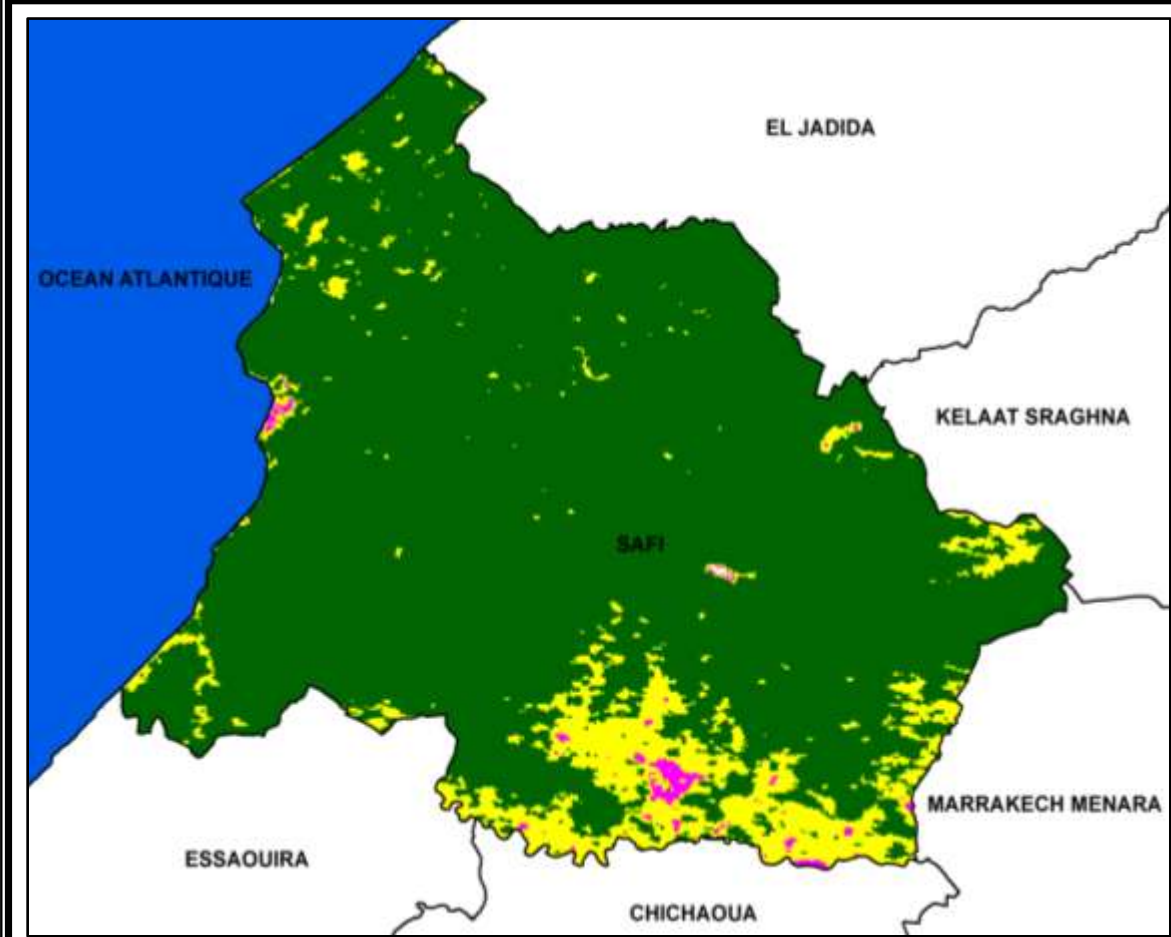 EL JADIDA
OCEAN ATLANTIQUE
KELAAT SRAGHNA
SAFI
MARRAKECH MENARA
ESSAOUIRA
CHICHAOUA